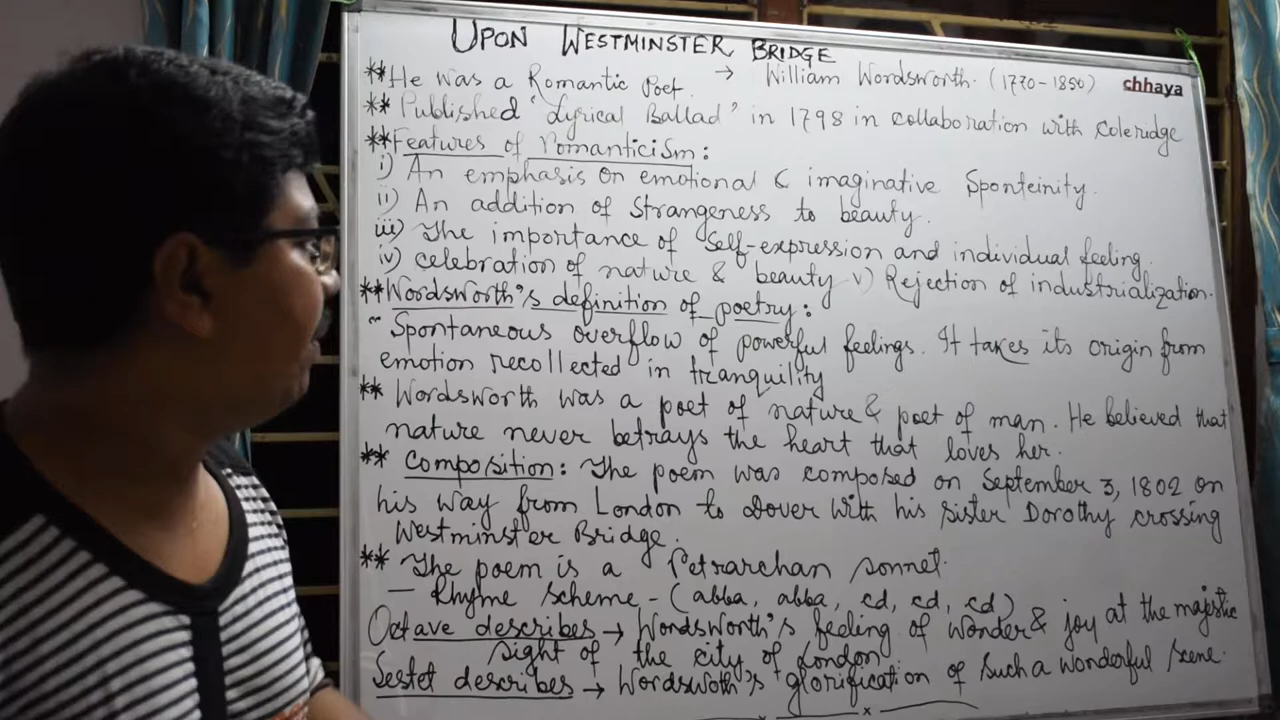 UPON WESTMINSTER BRIDGE
**He was a Romantic Poet. → William Wordsworth. (1770-1850) chhaya
** Published 'Lyrical Ballad' in 1798 in collaboration with Coleridge
**Features of Romanticism:
i) An emphasis on emotional & imaginative Sponteinity.
ii) An addition of Strangeness to beauty.
iii) The importance of Self-expression and individual feeling.
iv) celebration of nature & beauty v) Rejection of industrialization.
**Wordsworth's definition of poetry:
Spontaneous overflow of powerful feelings. It takes its origin from
emotion recollected in tranquility
** Wordsworth was a poet of nature & poet of man. He believed that
nature never betrays the heart that loves her.
** Composition: The poem was composed on September 3, 1802 on
his way from London to Dover with his sister Dorothy crossing
Westminster Bridge.
** The poem is a Petrarchan sonnet.
— Rhyme scheme - (abba, abba, cd, cd, cd)
Octave describes → Wordsworth's feeling of wonder & joy at the majestic
sight of the city of London
Sestet describes → Wordswoth's glorification of Such a wonderful scene.